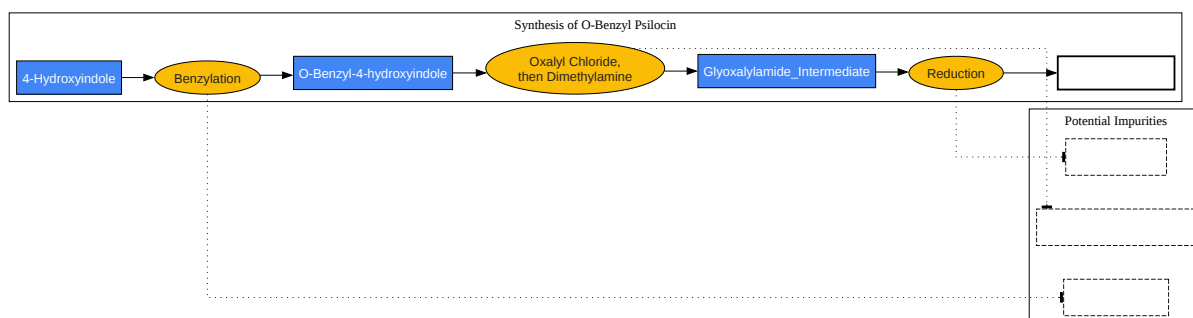 Synthesis of O-Benzyl Psilocin
4-Hydroxyindole
Benzylation
O-Benzyl-4-hydroxyindole
Oxalyl Chloride,
then Dimethylamine
Glyoxalylamide_Intermediate
Reduction
Potential Impurities